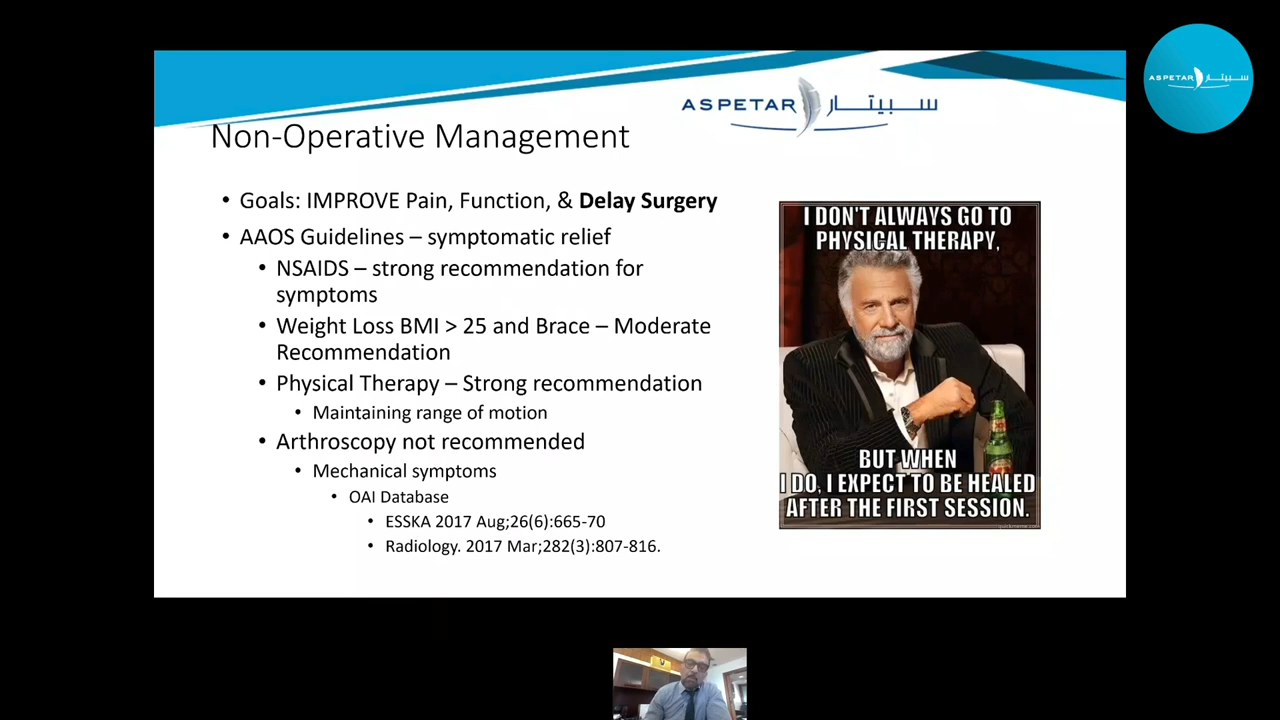 ASPETAR سبيتار
ASPETAR سبيتار
Non-Operative Management
• Goals: IMPROVE Pain, Function, & Delay Surgery
• AAOS Guidelines – symptomatic relief
• NSAIDS – strong recommendation for
symptoms
• Weight Loss BMI > 25 and Brace – Moderate
Recommendation
• Physical Therapy – Strong recommendation
• Maintaining range of motion
• Arthroscopy not recommended
• Mechanical symptoms
• OAI Database
• ESSKA 2017 Aug;26(6):665-70
• Radiology. 2017 Mar;282(3):807-816.
I DON'T ALWAYS GO TO
PHYSICAL THERAPY,
BUT WHEN
I DO, I EXPECT TO BE HEALED
AFTER THE FIRST SESSION.